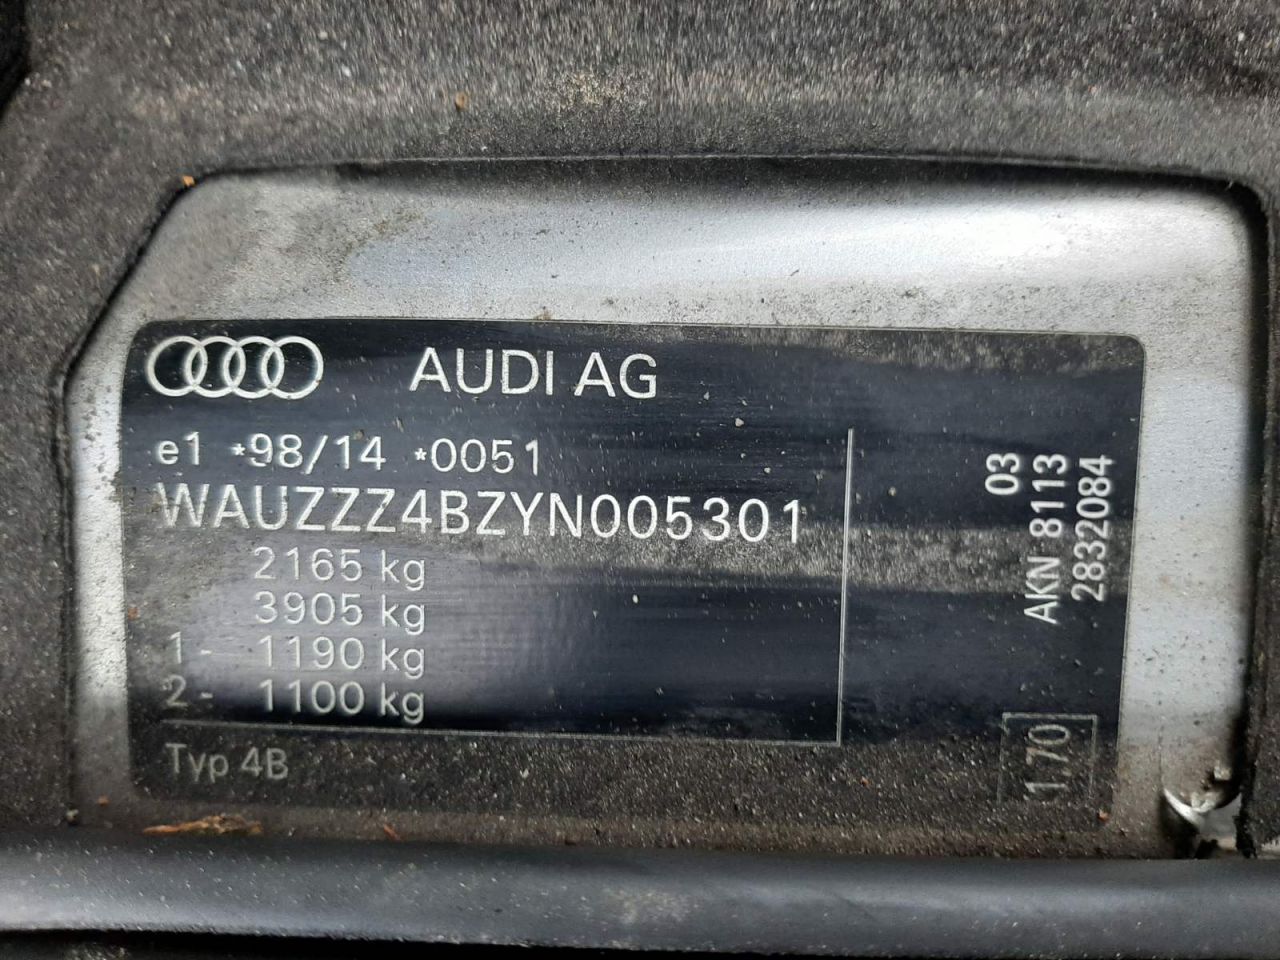 AUDI AG
e1 *98/14 *0051
WAUZZZ4BZYN005301
2165 kg
3905 kg
1- 1190 kg
2- 1100 kg
Typ 4B
03
AKN 8113
2832084
1.70